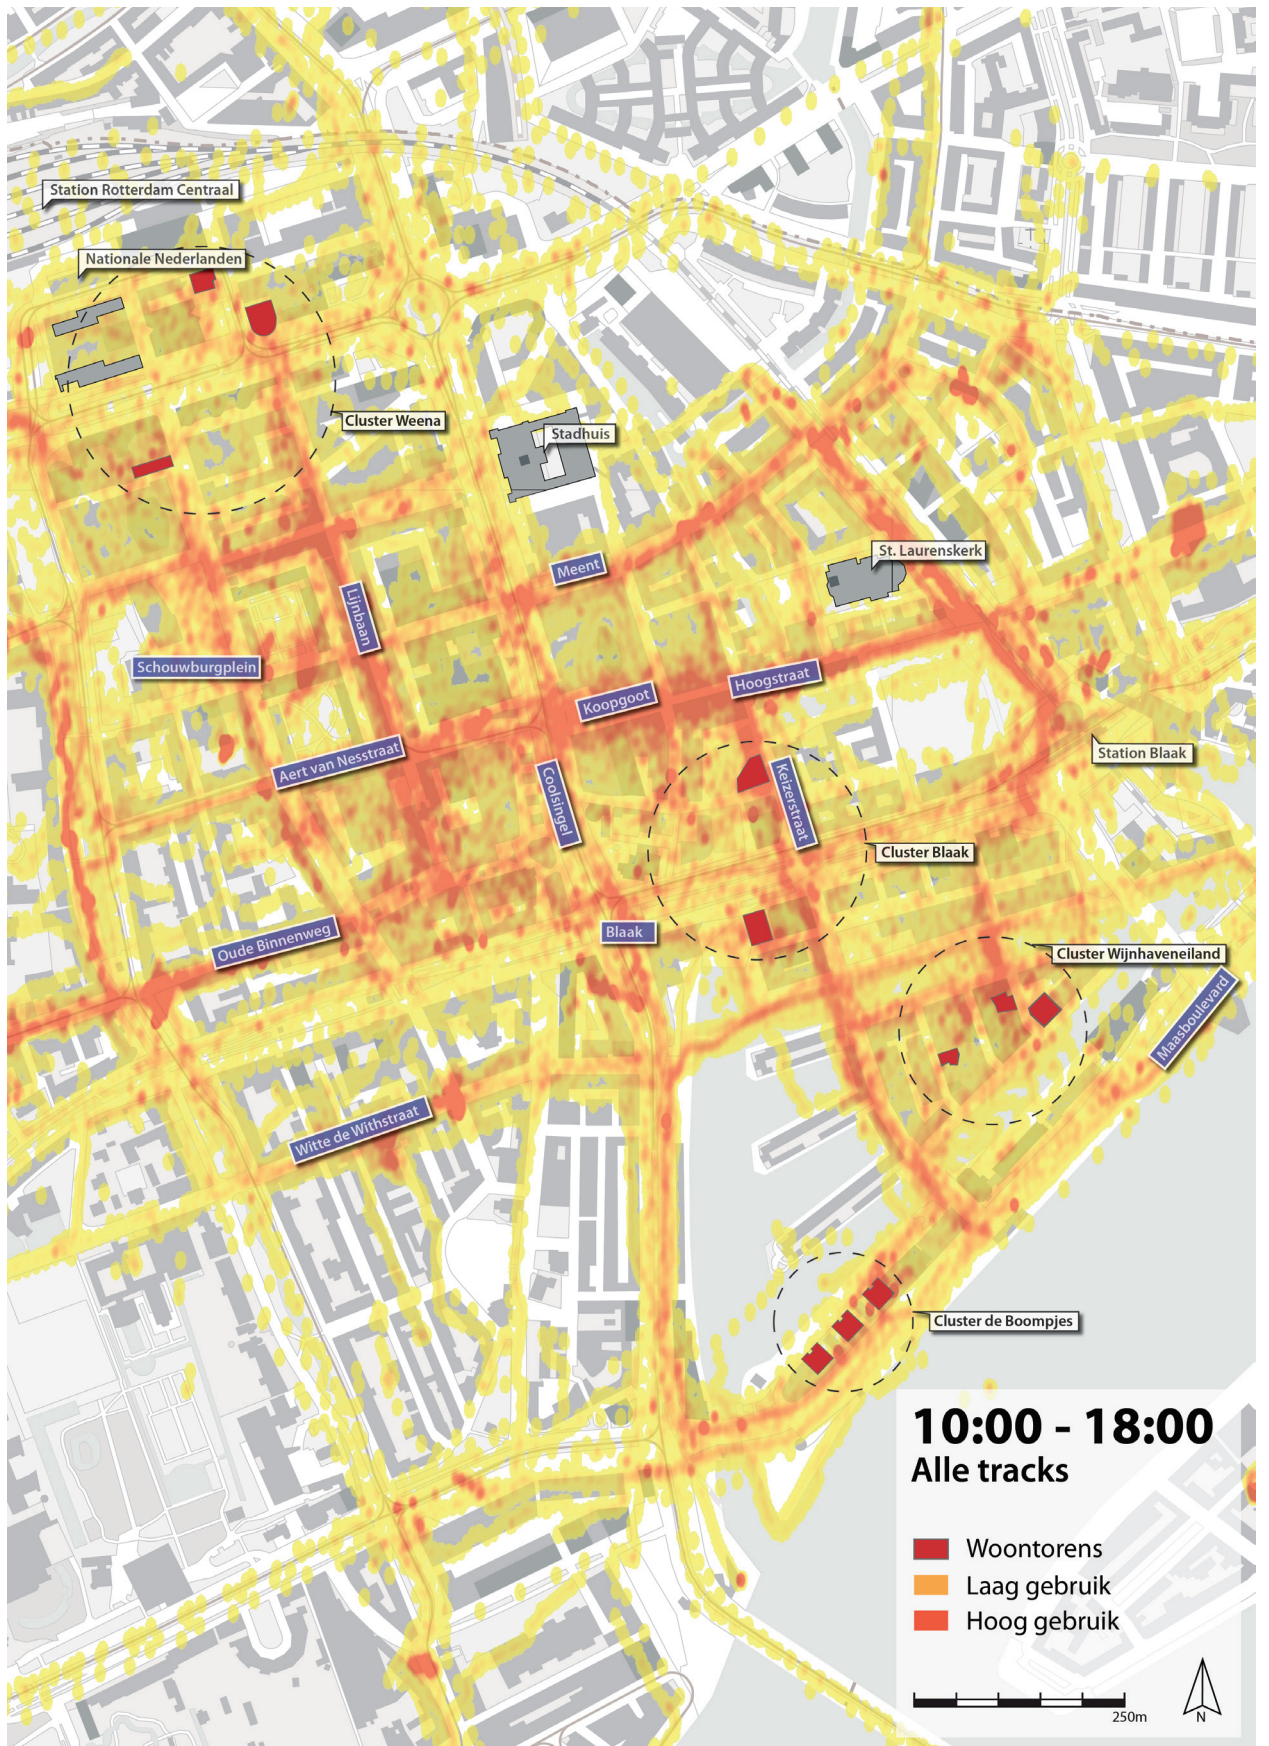 Station Rotterdam Centraal
Nationale Nederlanden
Cluster Weena
Stadhuis
Meent
St. Laurenskerk
Lijnbaan
Schouwburgplein
Hoogstraat
Koopgoot
Aert van Nesstraat
Station Blaak
Coolsingel
Keizerstraat
Cluster Blaak
Oude Binnenweg
Blaak
Cluster Wijnhaveneiland
Maasboulevard
Witte de Withstraat
Cluster de Boompjes
10:00 - 18:00
Alle tracks
Woontorens
Laag gebruik
Hoog gebruik
250m
N